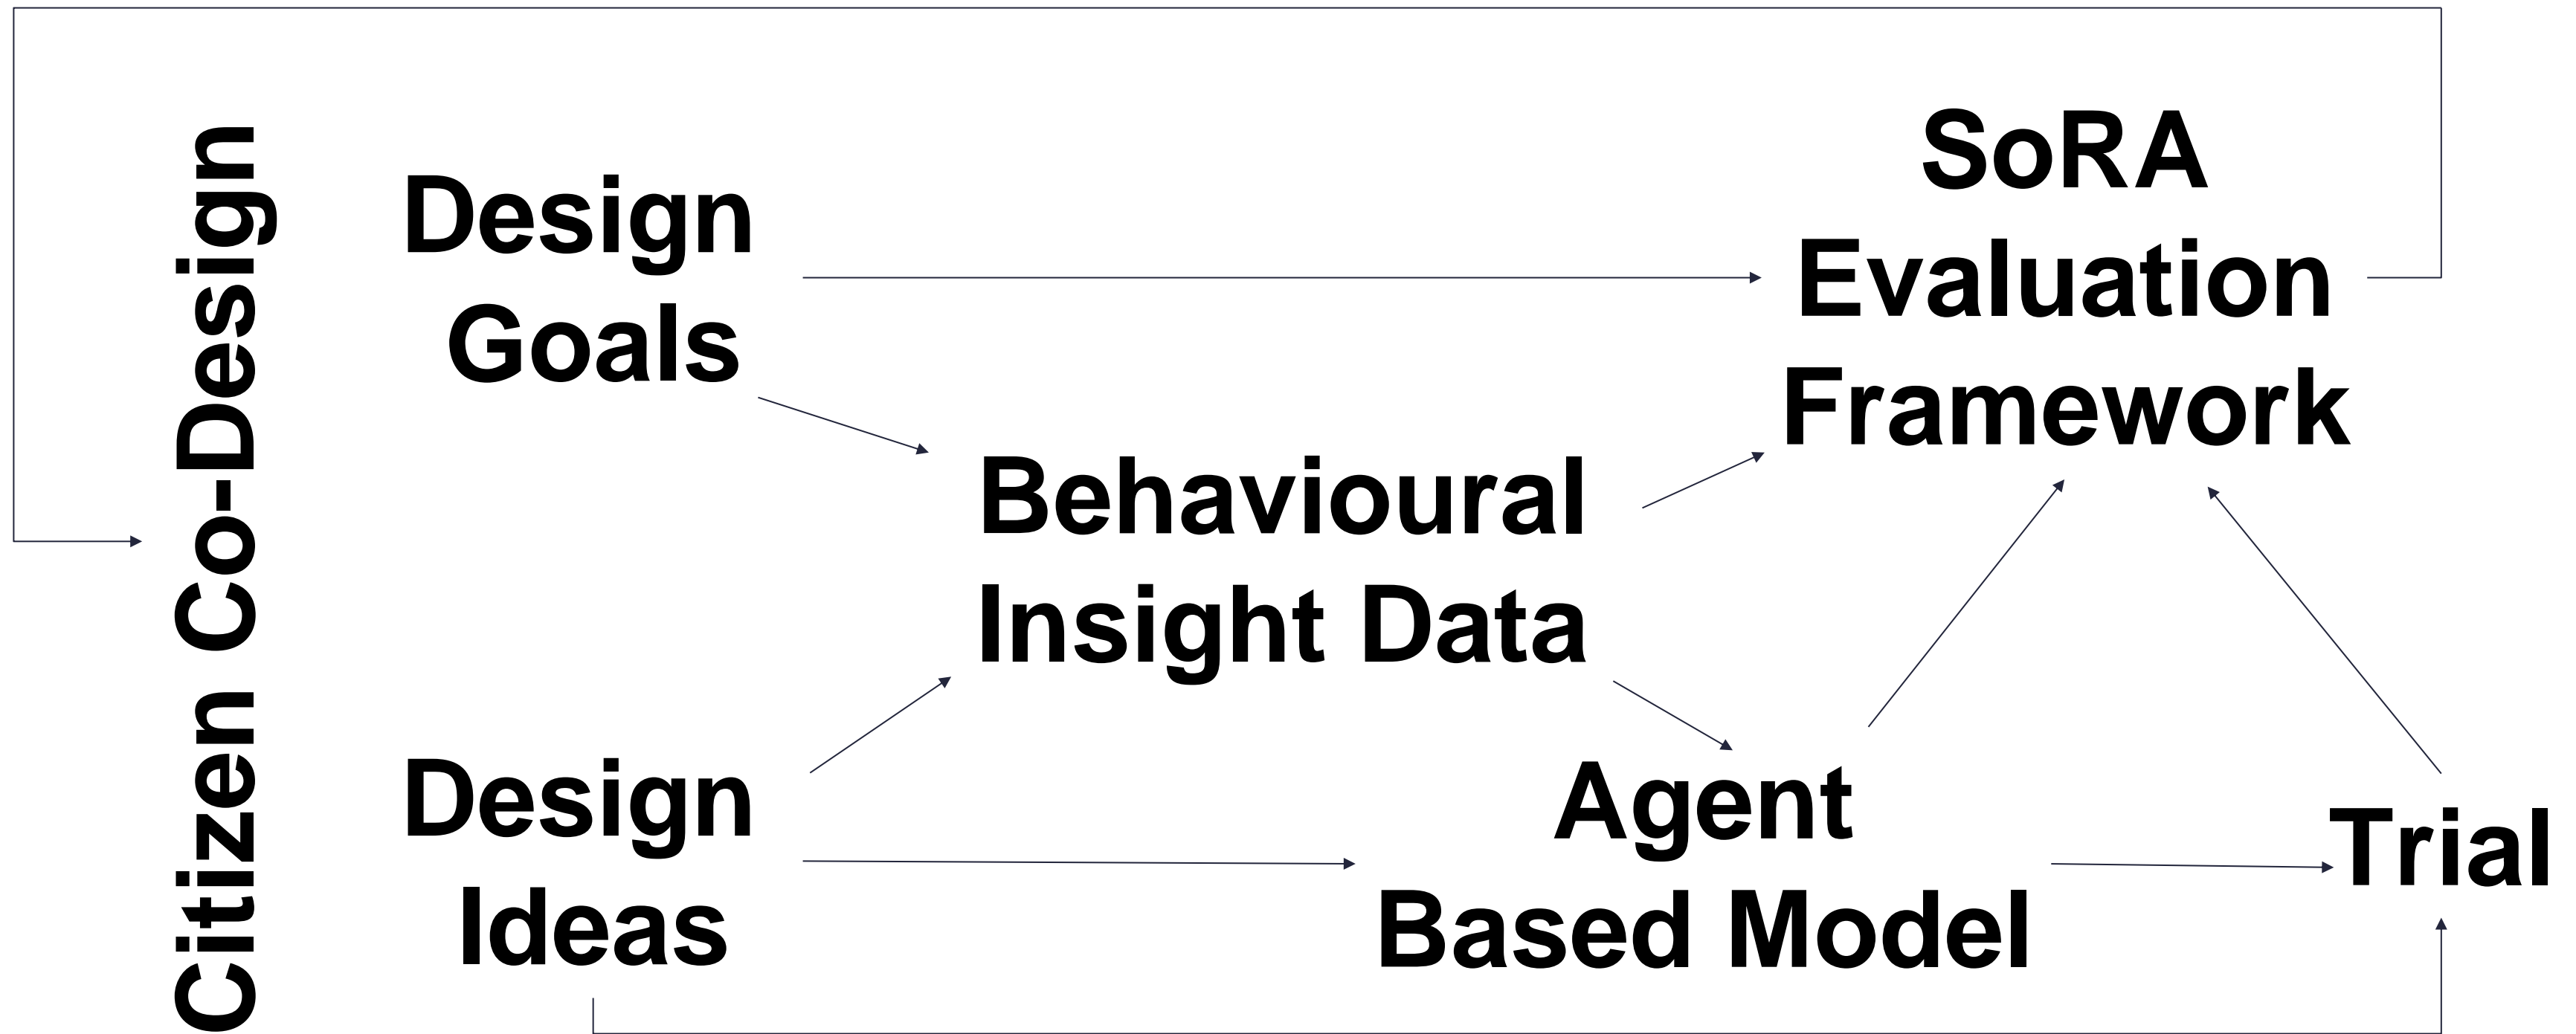 Citizen Co-Design
Design
Goals
SoRA
Evaluation
Framework
Behavioural
Insight Data
Design
Ideas
Agent
Based Model
Trial